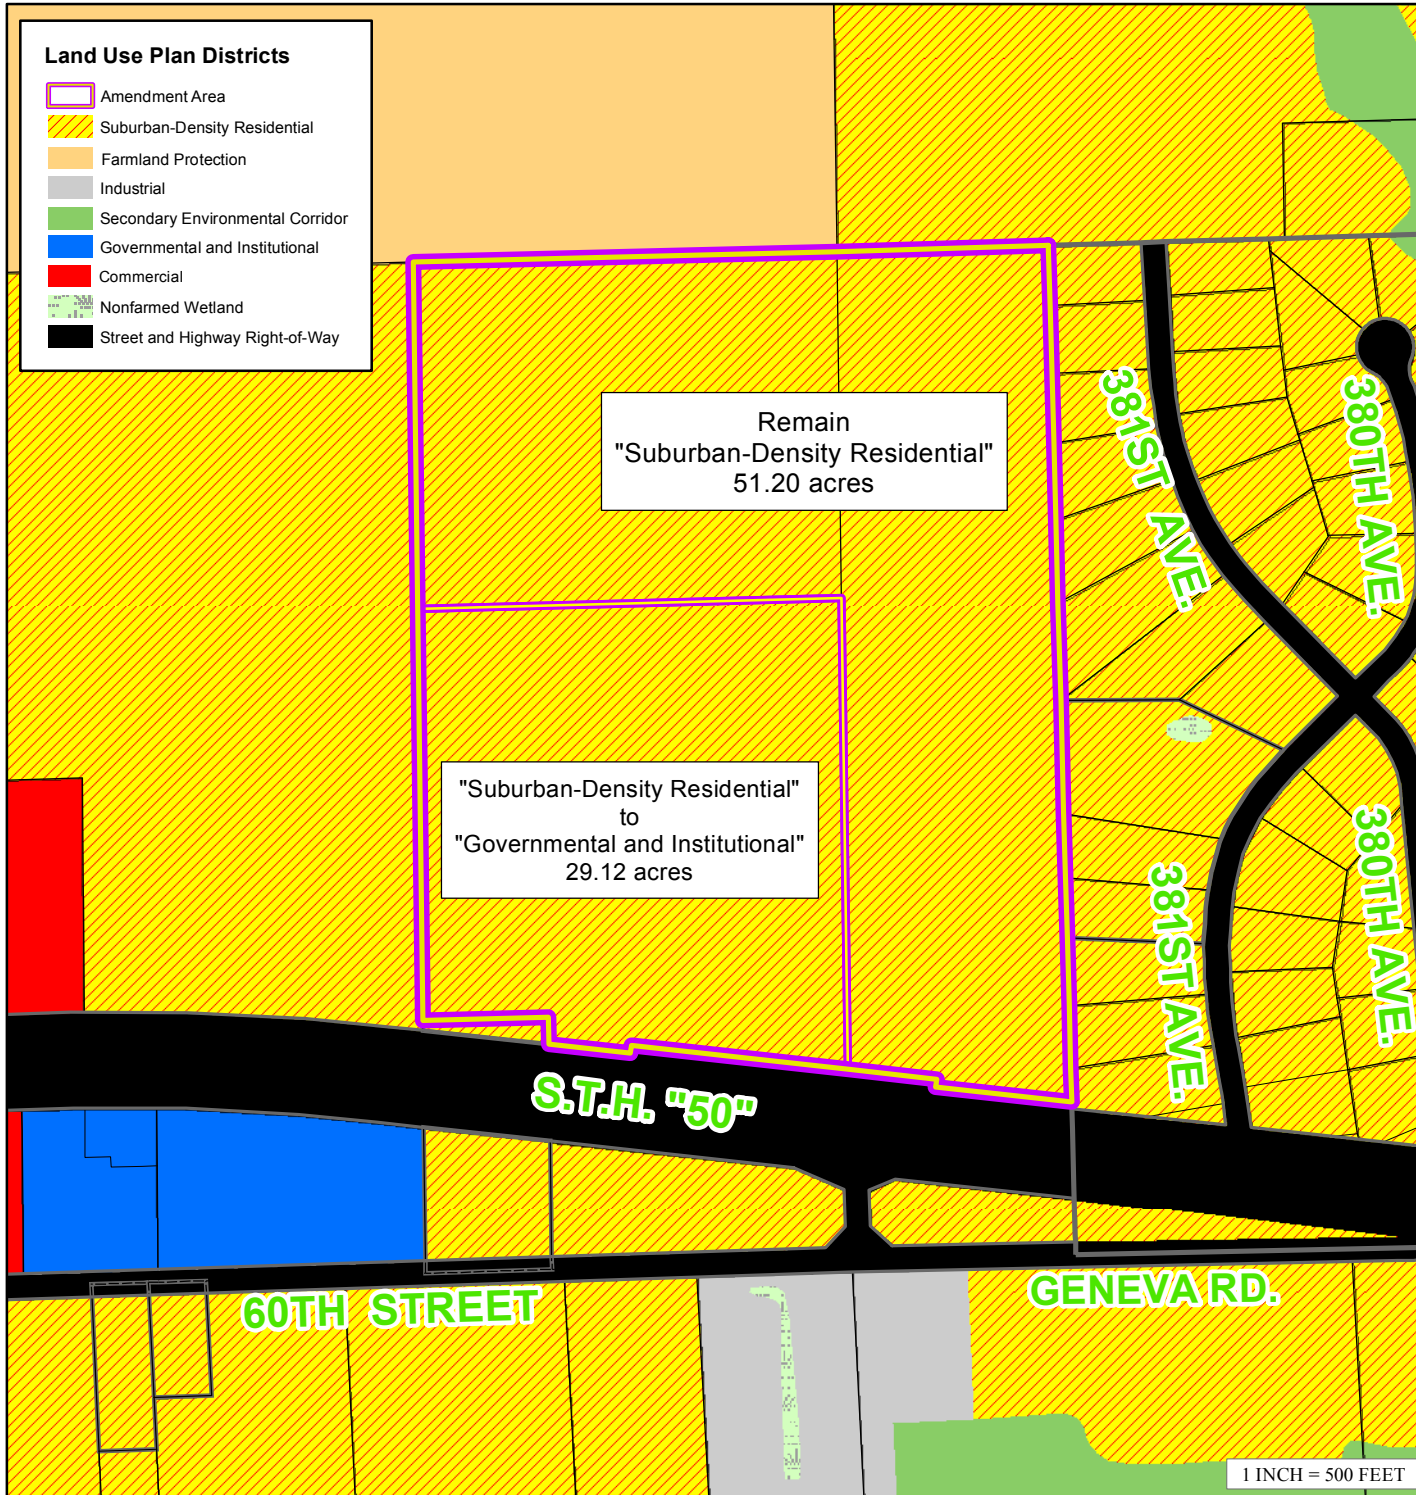 Land Use Plan Districts
Amendment Area
Suburban-Density Residential
Farmland Protection
Industrial
Secondary Environmental Corridor
Governmental and Institutional
Commercial
Nonfarmed Wetland
Street and Highway Right-of-Way
Remain
"Suburban-Density Residential"
51.20 acres
381ST AVE.
380TH AVE.
"Suburban-Density Residential"
to
"Governmental and Institutional"
29.12 acres
381ST AVE.
380TH AVE.
S.T.H. "50"
60TH STREET
GENEVA RD.
1 INCH = 500 FEET